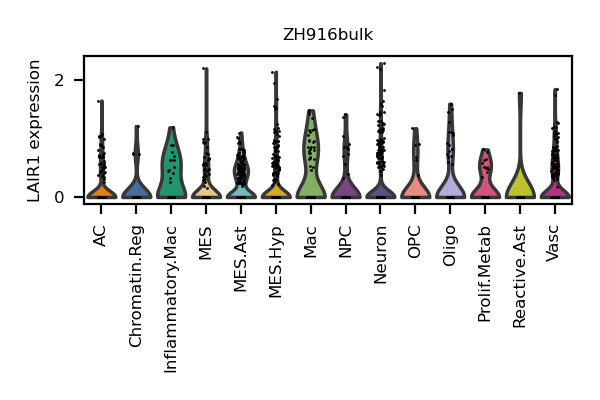 ZH916bulk
LAIR1 expression
2
0
AC
Chromatin.Reg
Inflammatory.Mac
MES
MES.Ast
MES.Hyp
Mac
NPC
Neuron
OPC
Oligo
Prolif.Metab
Reactive.Ast
Vasc